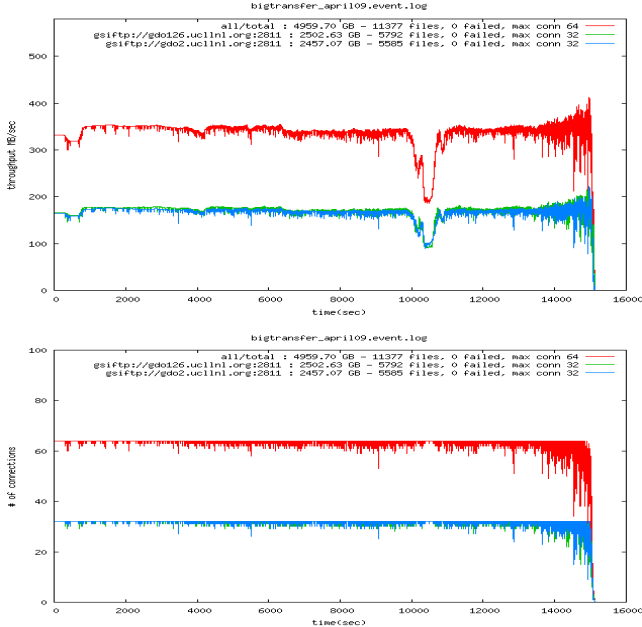 bigtransfer_april09.event.log
all/total : 4959.70 GB - 11377 files, 0 failed, max conn 64
gsiftp://gdo126.ucllnl.org:2811 : 2502.63 GB - 5792 files, 0 failed, max conn 32
gsiftp://gdo2.ucllnl.org:2811 : 2457.07 GB - 5585 files, 0 failed, max conn 32
500
400
300
200
100
0
throughput MB/sec
0 2000 4000 6000 8000 10000 12000 14000 16000
time(sec)
bigtransfer_april09.event.log
all/total : 4959.70 GB - 11377 files, 0 failed, max conn 64
gsiftp://gdo126.ucllnl.org:2811 : 2502.63 GB - 5792 files, 0 failed, max conn 32
gsiftp://gdo2.ucllnl.org:2811 : 2457.07 GB - 5585 files, 0 failed, max conn 32
100
80
60
40
20
0
# of connections
0 2000 4000 6000 8000 10000 12000 14000 16000
time(sec)